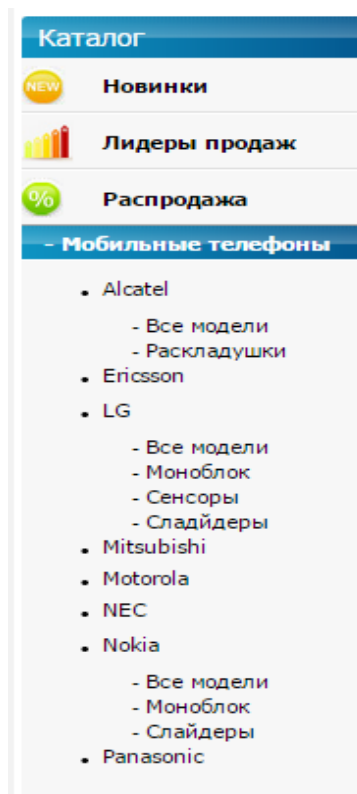 Каталог
NEW Новинки
Лидеры продаж
% Распродажа
- Мобильные телефоны
• Alcatel
- Все модели
- Раскладушки
• Ericsson
• LG
- Все модели
- Моноблок
- Сенсоры
- Сладйдеры
• Mitsubishi
• Motorola
• NEC
• Nokia
- Все модели
- Моноблок
- Слайдеры
• Panasonic